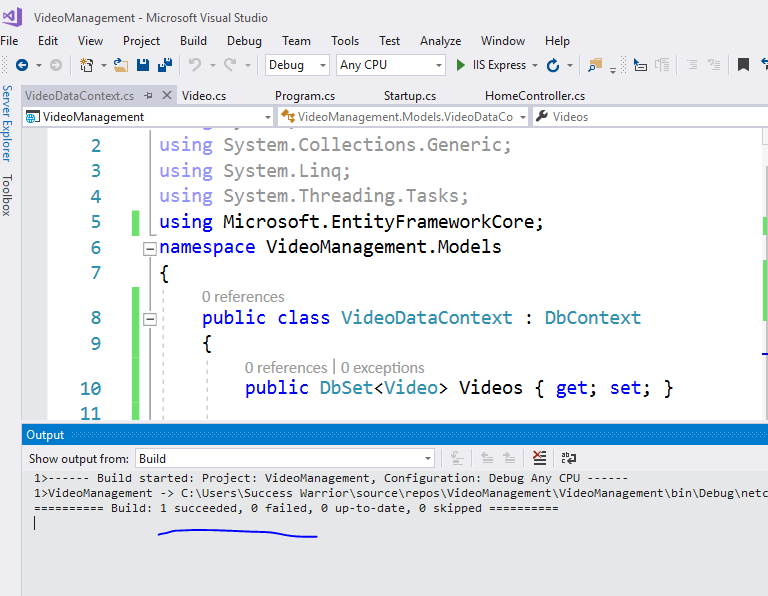 VideoManagement - Microsoft Visual Studio
File Edit View Project Build Debug Team Tools Test Analyze Window Help
Debug Any CPU IIS Express
VideoDataContext.cs Video.cs Program.cs Startup.cs HomeController.cs
VideoManagement VideoManagement.Models.VideoDataCo Videos
Server Explorer
Toolbox
2 using System.Collections.Generic;
3 using System.Linq;
4 using System.Threading.Tasks;
5 using Microsoft.EntityFrameworkCore;
6 namespace VideoManagement.Models
7 {
0 references
8 public class VideoDataContext : DbContext
9 {
0 references | 0 exceptions
10 public DbSet<Video> Videos { get; set; }
11
Output
Show output from: Build
1>------ Build started: Project: VideoManagement, Configuration: Debug Any CPU ------
1>VideoManagement -> C:\Users\Success Warrior\source\repos\VideoManagement\VideoManagement\bin\Debug\netc
========== Build: 1 succeeded, 0 failed, 0 up-to-date, 0 skipped ==========